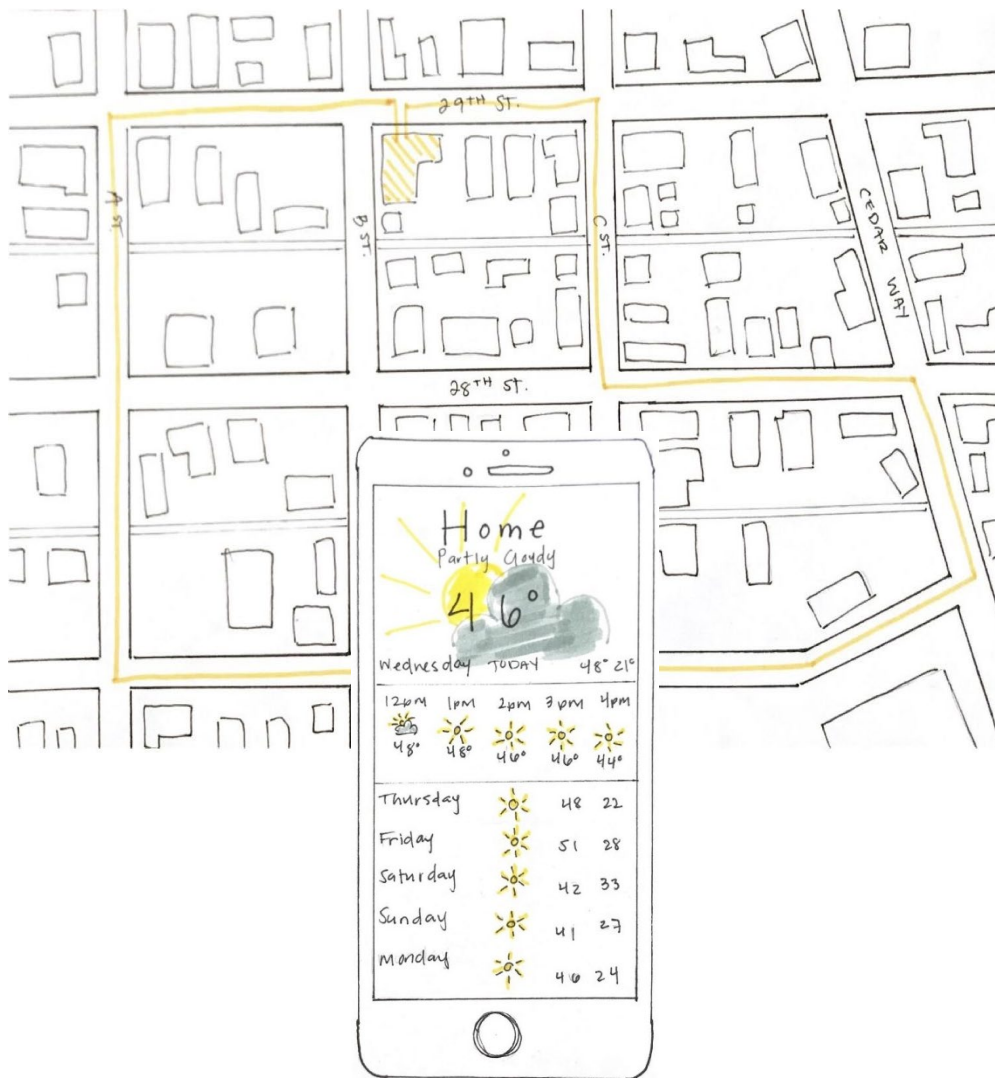 29TH ST.
A ST.
B ST.
C ST.
CEDAR WAY
28TH ST.
Home
Partly Cloudy
46°
Wednesday TODAY 48° 21°
12pm 1pm 2pm 3pm 4pm
48° 48° 46° 46° 44°
Thursday 48 22
Friday 51 28
Saturday 42 33
Sunday 41 27
Monday 46 24